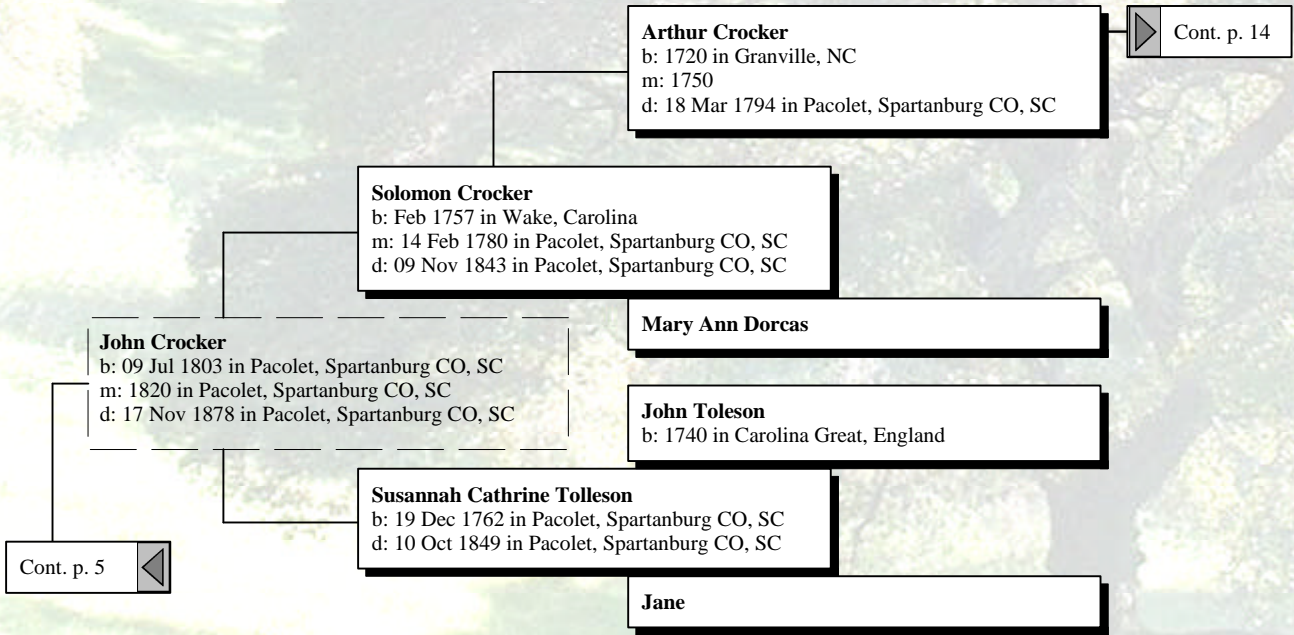 Arthur Crocker
b: 1720 in Granville, NC
m: 1750
d: 18 Mar 1794 in Pacolet, Spartanburg CO, SC
Cont. p. 14
Solomon Crocker
b: Feb 1757 in Wake, Carolina
m: 14 Feb 1780 in Pacolet, Spartanburg CO, SC
d: 09 Nov 1843 in Pacolet, Spartanburg CO, SC
Mary Ann Dorcas
John Crocker
b: 09 Jul 1803 in Pacolet, Spartanburg CO, SC
m: 1820 in Pacolet, Spartanburg CO, SC
d: 17 Nov 1878 in Pacolet, Spartanburg CO, SC
John Toleson
b: 1740 in Carolina Great, England
Susannah Cathrine Tolleson
b: 19 Dec 1762 in Pacolet, Spartanburg CO, SC
d: 10 Oct 1849 in Pacolet, Spartanburg CO, SC
Cont. p. 5
Jane